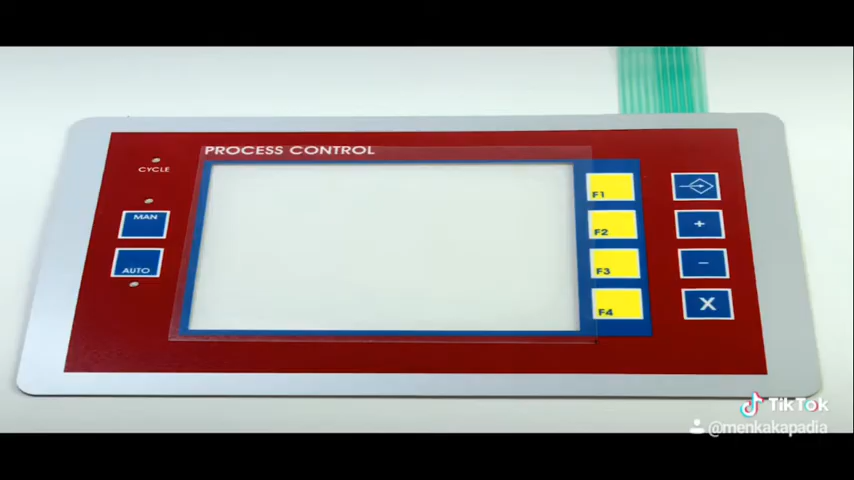 PROCESS CONTROL
CYCLE
MAN
AUTO
F1
F2
F3
F4
+
-
X
TikTok
@menkakapadia